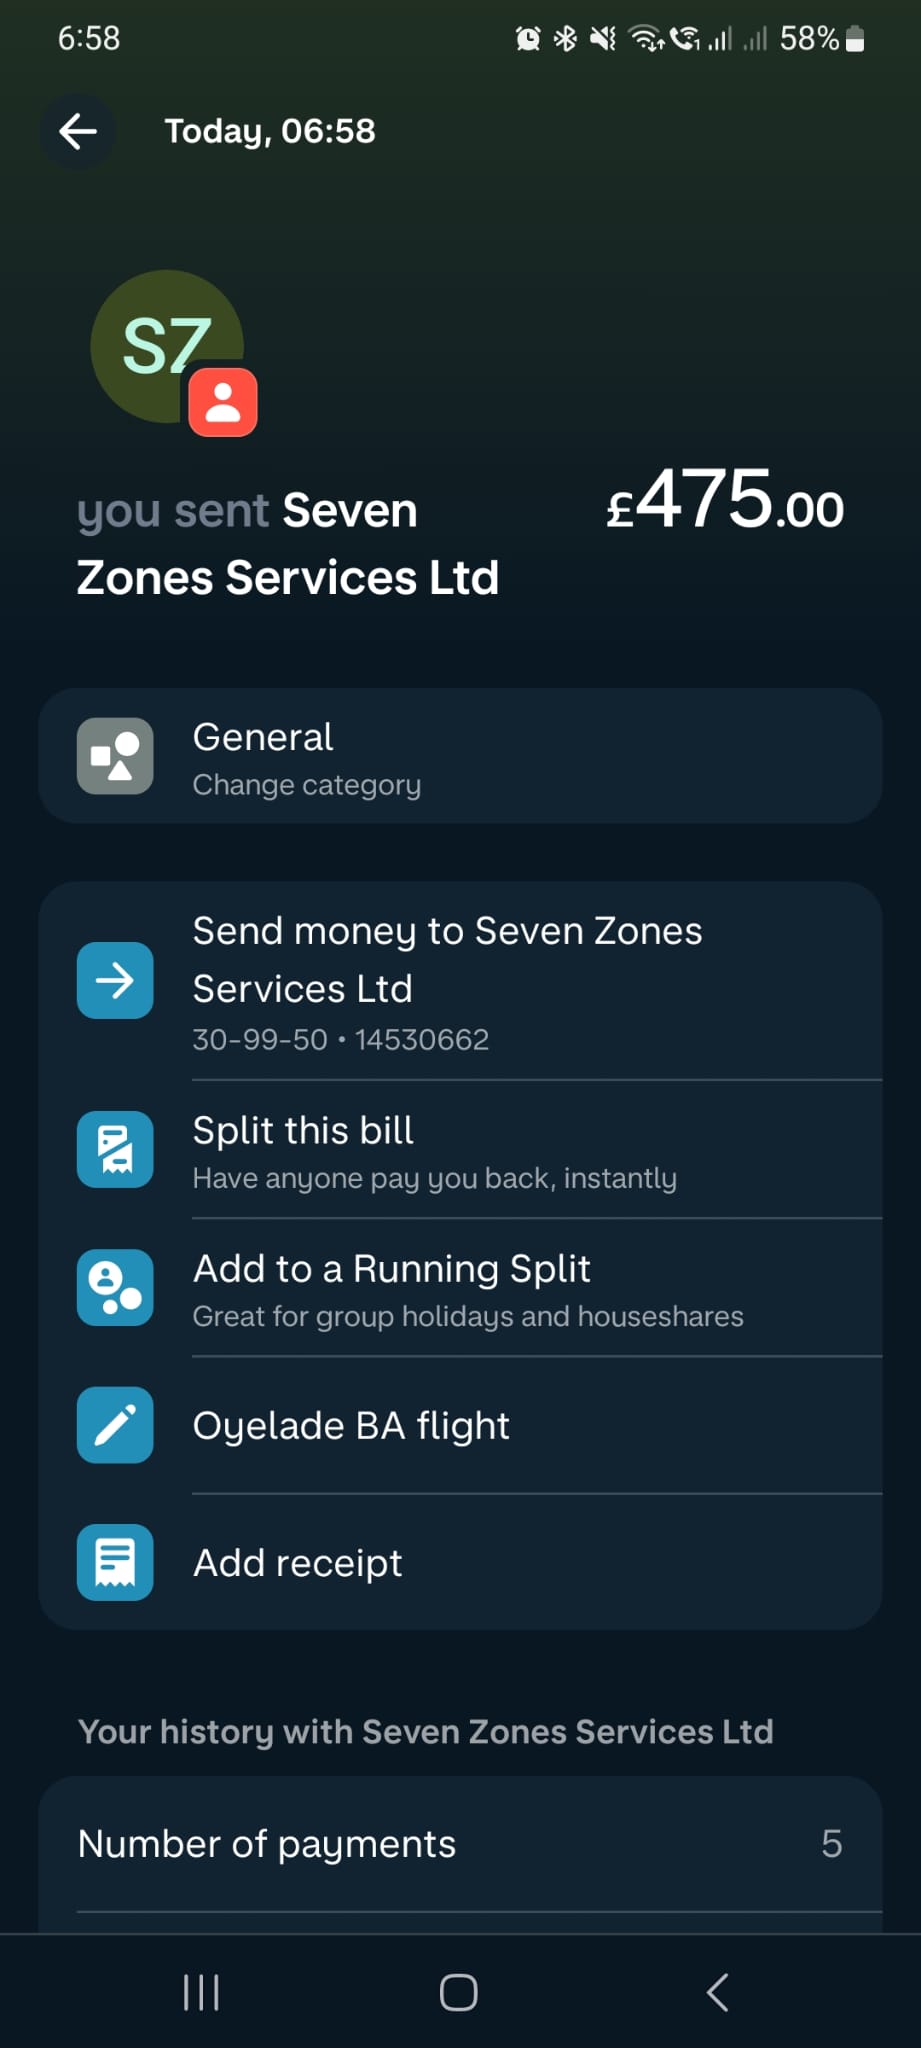 6:58
58%
Today, 06:58
SZ
you sent Seven
Zones Services Ltd
£475.00
General
Change category
Send money to Seven Zones
Services Ltd
30-99-50 • 14530662
Split this bill
Have anyone pay you back, instantly
Add to a Running Split
Great for group holidays and houseshares
Oyelade BA flight
Add receipt
Your history with Seven Zones Services Ltd
Number of payments 5